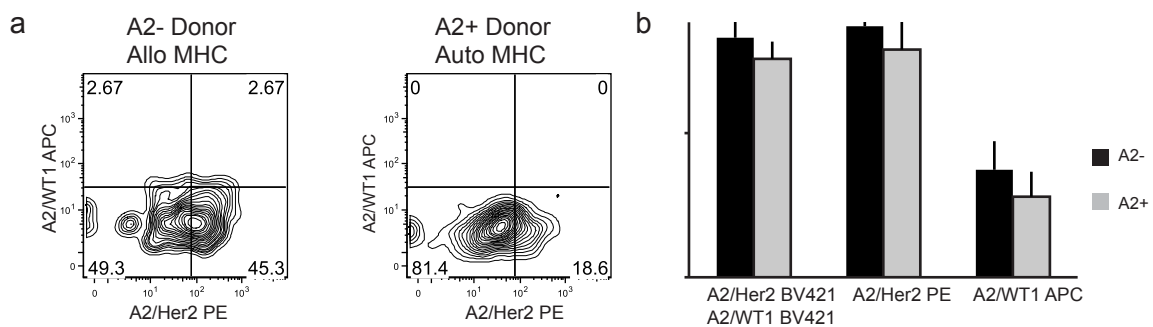 a
A2- Donor
Allo MHC
2.67
2.67
10³
10²
10¹
0
A2/WT1 APC
49.3
45.3
0
10¹
10²
10³
A2/Her2 PE
A2+ Donor
Auto MHC
0
0
10³
10²
10¹
0
A2/WT1 APC
81.4
18.6
0
10¹
10²
10³
A2/Her2 PE
b
A2-
A2+
A2/Her2 BV421
A2/WT1 BV421
A2/Her2 PE
A2/WT1 APC